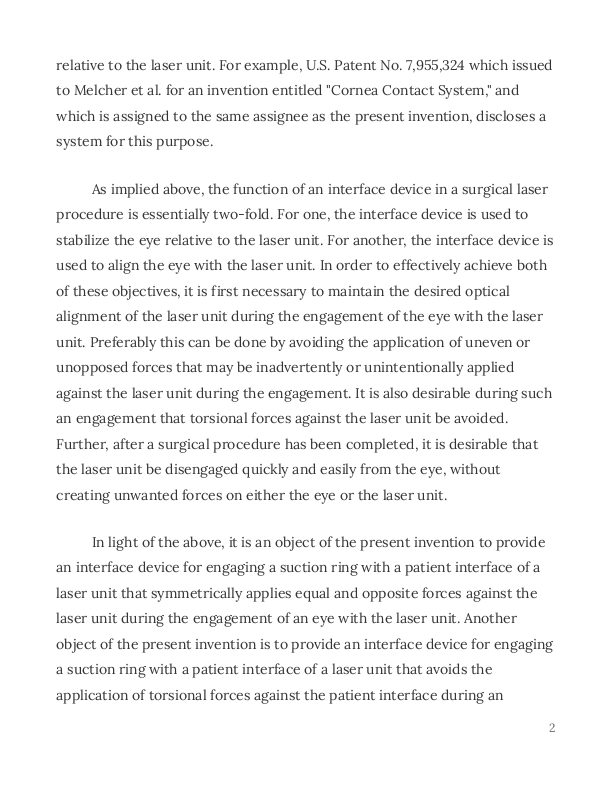 relative to the laser unit. For example, U.S. Patent No. 7,955,324 which issued
to Melcher et al. for an invention entitled "Cornea Contact System," and
which is assigned to the same assignee as the present invention, discloses a
system for this purpose.
As implied above, the function of an interface device in a surgical laser
procedure is essentially two-fold. For one, the interface device is used to
stabilize the eye relative to the laser unit. For another, the interface device is
used to align the eye with the laser unit. In order to effectively achieve both
of these objectives, it is first necessary to maintain the desired optical
alignment of the laser unit during the engagement of the eye with the laser
unit. Preferably this can be done by avoiding the application of uneven or
unopposed forces that may be inadvertently or unintentionally applied
against the laser unit during the engagement. It is also desirable during such
an engagement that torsional forces against the laser unit be avoided.
Further, after a surgical procedure has been completed, it is desirable that
the laser unit be disengaged quickly and easily from the eye, without
creating unwanted forces on either the eye or the laser unit.
In light of the above, it is an object of the present invention to provide
an interface device for engaging a suction ring with a patient interface of a
laser unit that symmetrically applies equal and opposite forces against the
laser unit during the engagement of an eye with the laser unit. Another
object of the present invention is to provide an interface device for engaging
a suction ring with a patient interface of a laser unit that avoids the
application of torsional forces against the patient interface during an
2